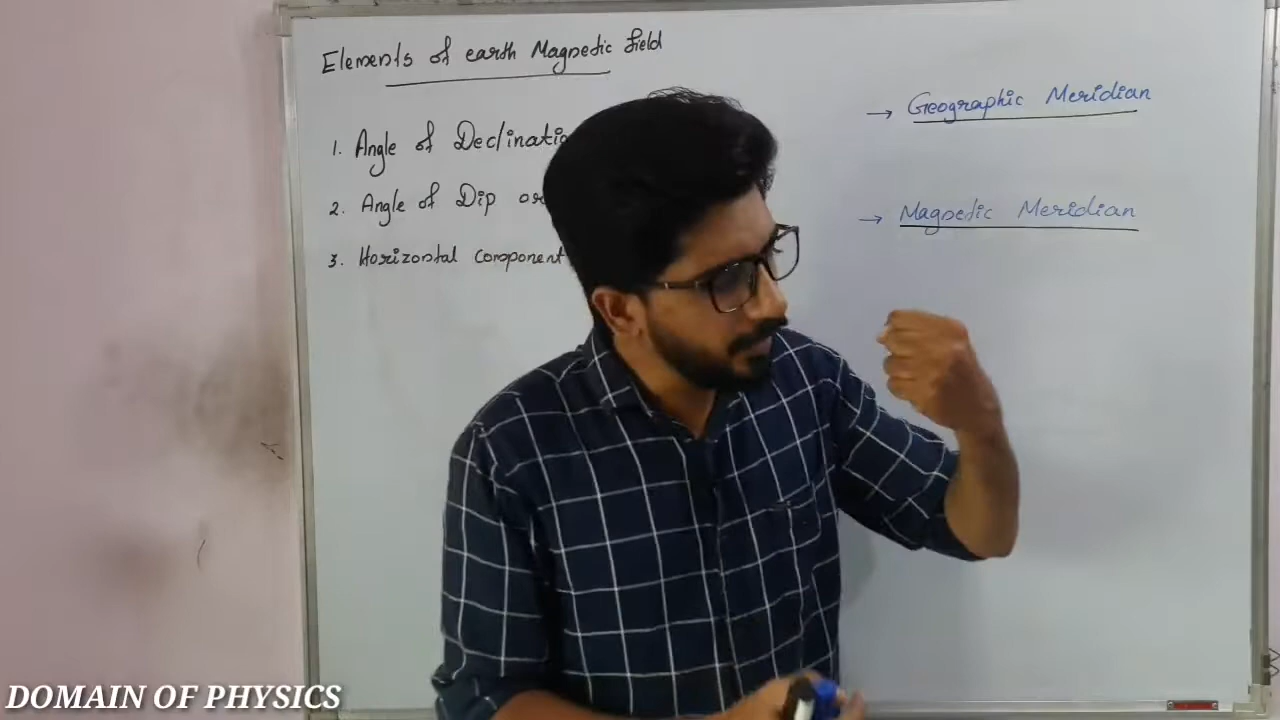 Elements of earth Magnetic field
1. Angle of Declinatio
2. Angle of Dip or
3. Horizontal component
→ Geographic Meridian
→ Magnetic Meridian
DOMAIN OF PHYSICS